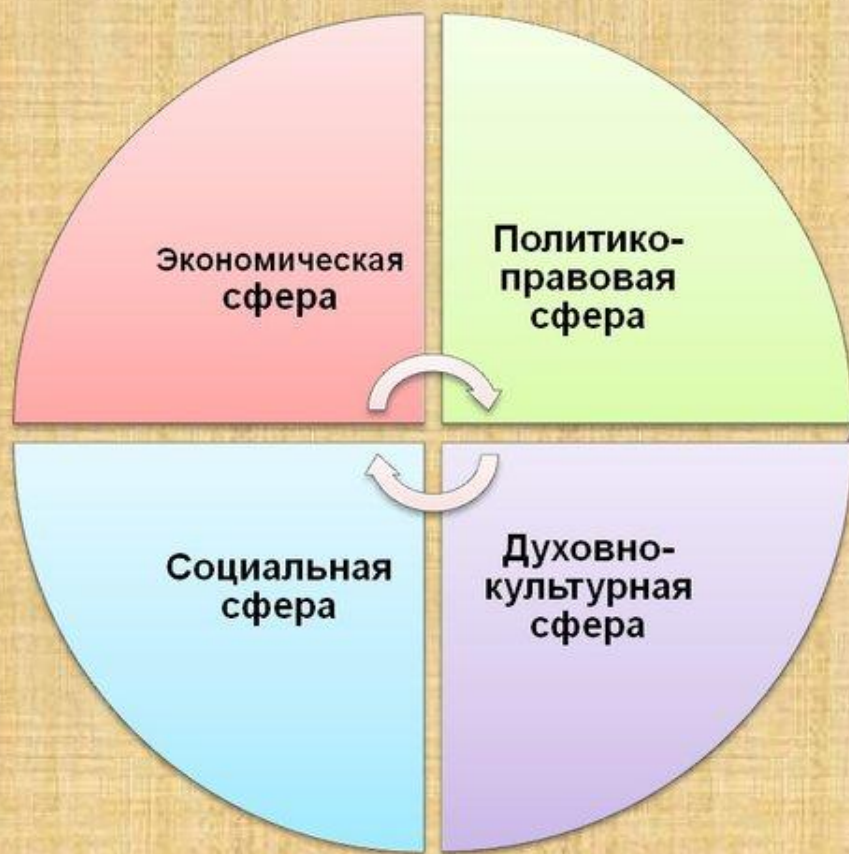 Экономическая
сфера
Политико-
правовая
сфера
Социальная
сфера
Духовно-
культурная
сфера